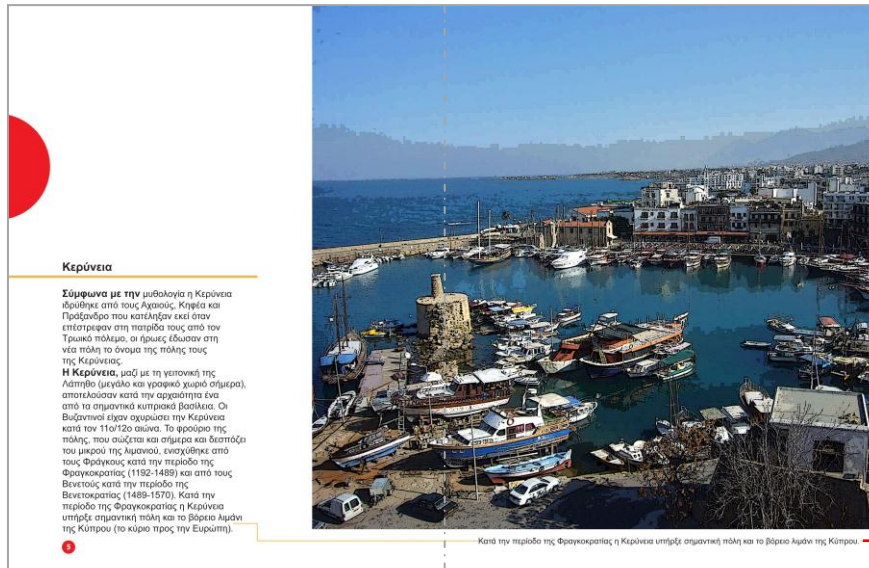 Κερύνεια
Σύμφωνα με την μυθολογία η Κερύνεια
ιδρύθηκε από τους Αχαιούς, Κηφέα και
Πράξανδρο που κατέληξαν εκεί όταν
επέστρεφαν στη πατρίδα τους από τον
Τρωικό πόλεμο, οι ήρωες έδωσαν στη
νέα πόλη το όνομα της πόλης τους
της Κερύνειας.
Η Κερύνεια, μαζί με τη γειτονική της
Λάπηθο (μεγάλο και γραφικό χωριό σήμερα),
αποτελούσαν κατά την αρχαιότητα ένα
από τα σημαντικά κυπριακά βασίλεια. Οι
Βυζαντινοί είχαν οχυρώσει την Κερύνεια
κατά τον 11ο/12ο αιώνα. Το φρούριο της
πόλης, που σώζεται και σήμερα και δεσπόζει
του μικρού της λιμανιού, ενισχύθηκε από
τους Φράγκους κατά την περίοδο της
Φραγκοκρατίας (1192-1489) και από τους
Βενετούς κατά την περίοδο της
Βενετοκρατίας (1489-1570). Κατά την
περίοδο της Φραγκοκρατίας η Κερύνεια
υπήρξε σημαντική πόλη και το βόρειο λιμάνι
της Κύπρου (το κύριο προς την Ευρώπη).
5
Κατά την περίοδο της Φραγκοκρατίας η Κερύνεια υπήρξε σημαντική πόλη και το βόρειο λιμάνι της Κύπρου.